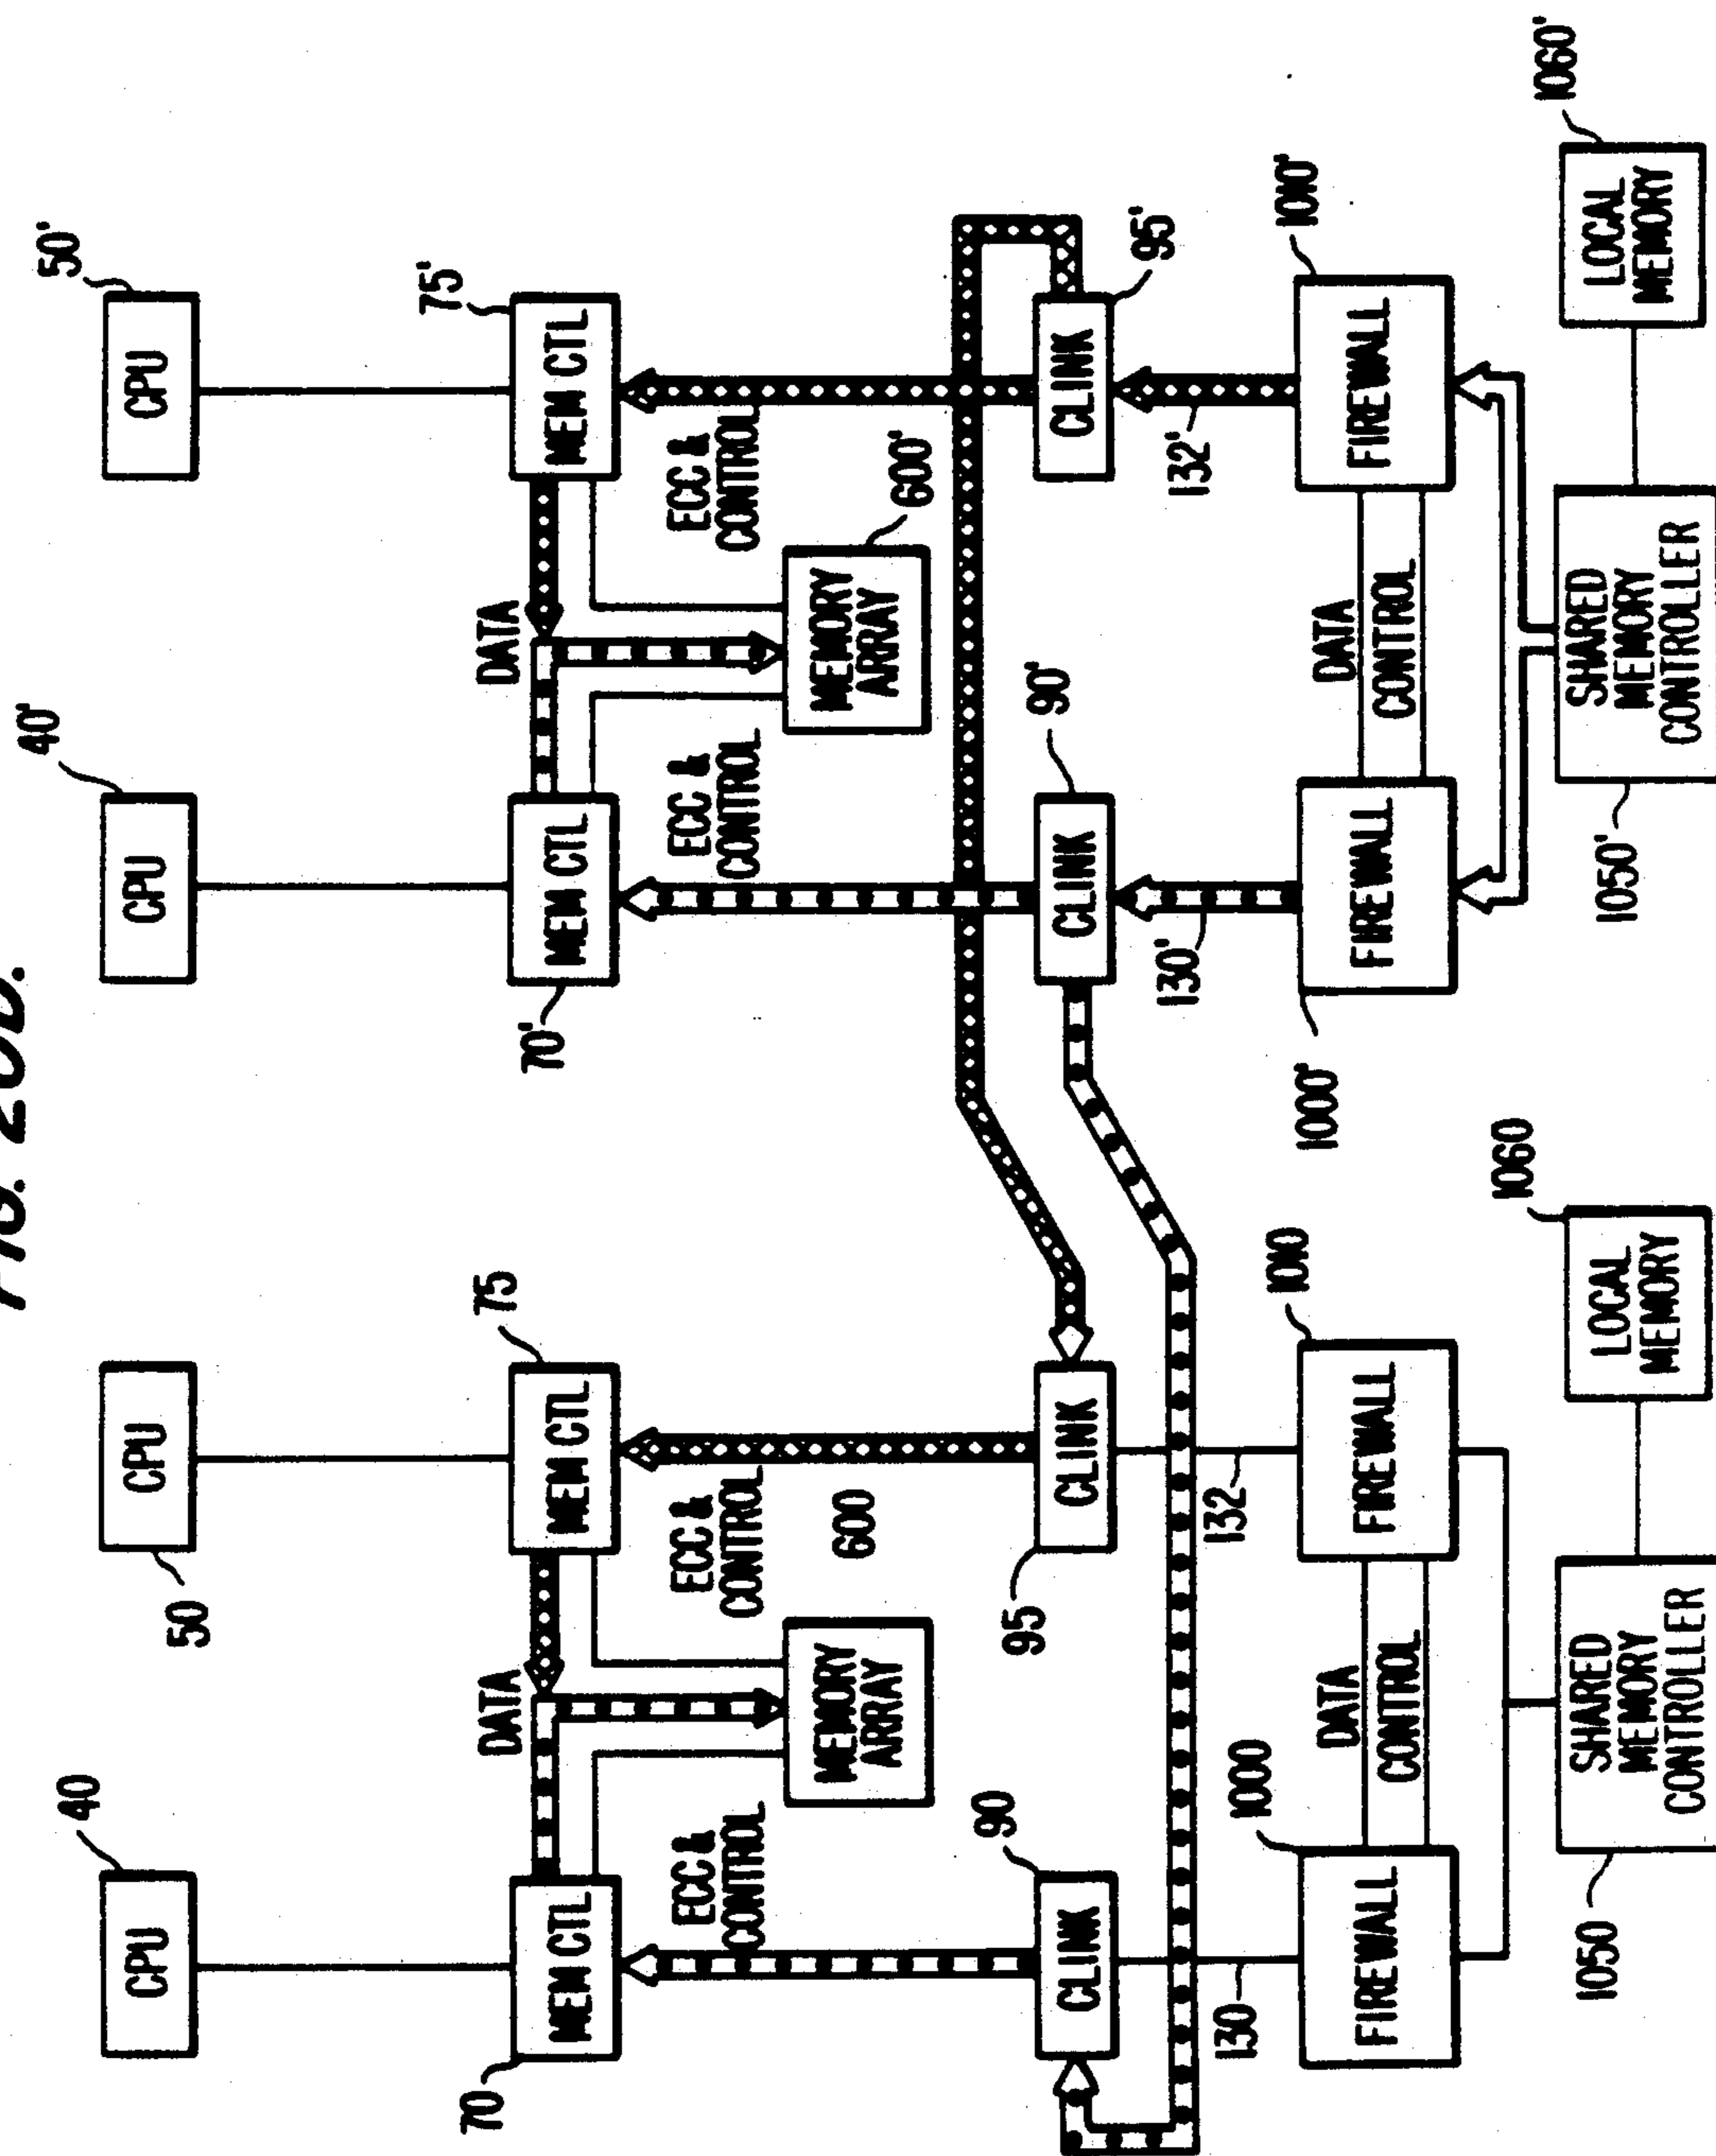 FIG. 20D.
40
CPU
50
CPU
40'
CPU
50'
CPU
70
MEM CTL
DATA
75
MEM CTL
70'
MEM CTL
DATA
75'
MEM CTL
ECC &
CONTROL
MEMORY
ARRAY
ECC &
CONTROL
600
ECC &
CONTROL
MEMORY
ARRAY
600'
ECC &
CONTROL
90
CLINK
95
CLINK
90'
CLINK
95'
CLINK
130
132
130'
132'
1000
FIREWALL
DATA
CONTROL
1010
FIREWALL
1000'
FIREWALL
DATA
CONTROL
1010'
FIREWALL
1050
SHARED
MEMORY
CONTROLLER
1060
LOCAL
MEMORY
1050'
SHARED
MEMORY
CONTROLLER
1060'
LOCAL
MEMORY